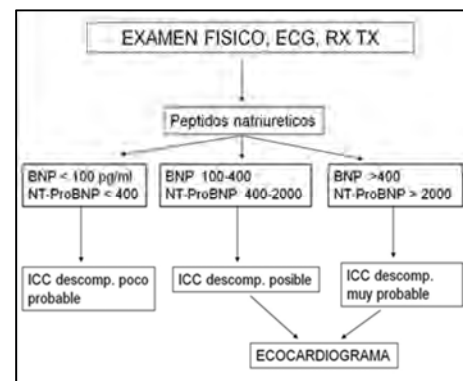 EXAMEN FISICO, ECG, RX TX
Peptidos natriureticos
BNP < 100 pg/ml
NT-ProBNP < 400
BNP 100-400
NT-ProBNP 400-2000
BNP >400
NT-ProBNP > 2000
ICC descomp. poco
probable
ICC descomp. posible
ICC descomp.
muy probable
ECOCARDIOGRAMA